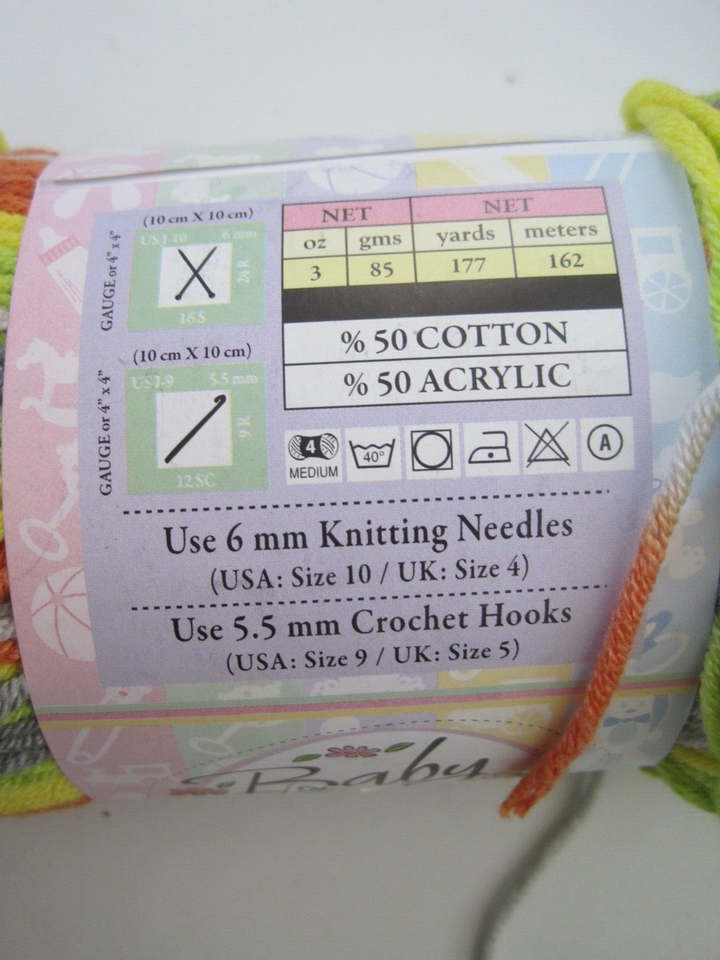 (10 cm X 10 cm)
GAUGE or 4" x 4"
US J-10 6 mm
24 R
16 S
(10 cm X 10 cm)
GAUGE or 4" x 4"
US I-9 5.5 mm
9 R
12 SC
NET NET
oz gms yards meters
3 85 177 162
% 50 COTTON
% 50 ACRYLIC
4 40° A
MEDIUM
Use 6 mm Knitting Needles
(USA: Size 10 / UK: Size 4)
Use 5.5 mm Crochet Hooks
(USA: Size 9 / UK: Size 5)
Baby